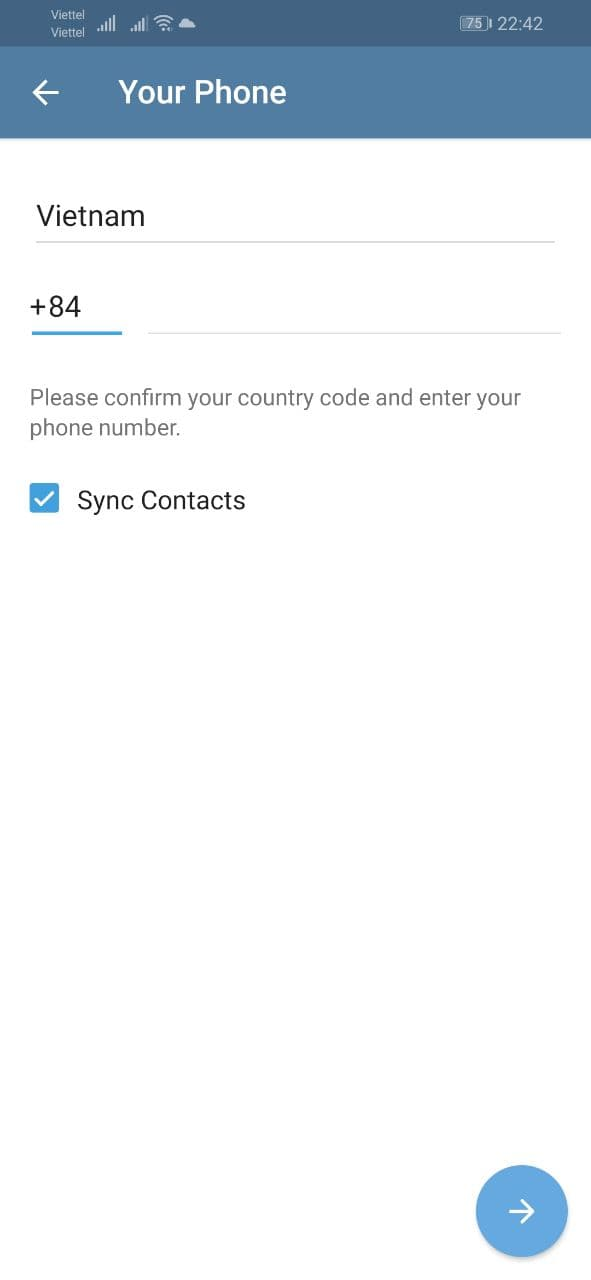 Viettel
Viettel
75 22:42
Your Phone
Vietnam
+84
Please confirm your country code and enter your
phone number.
Sync Contacts